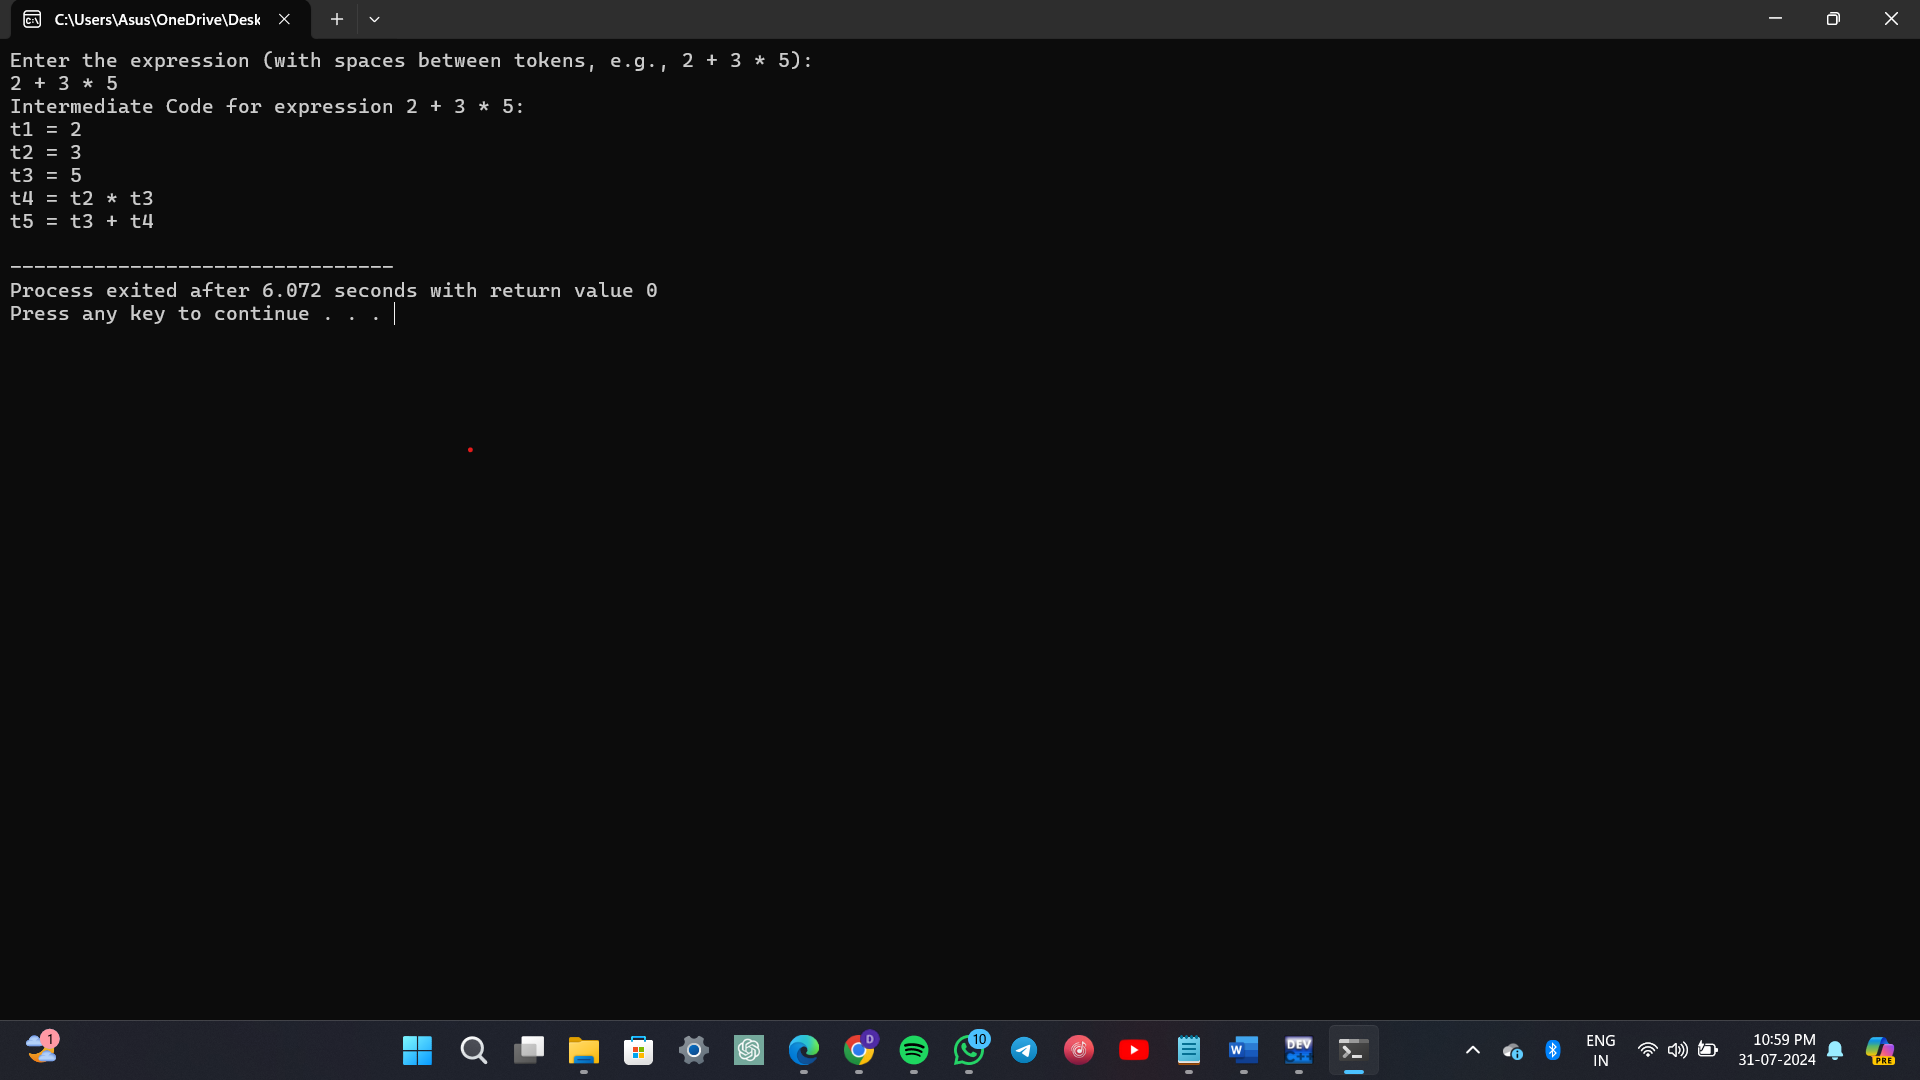 C:\Users\Asus\OneDrive\Desk
Enter the expression (with spaces between tokens, e.g., 2 + 3 * 5):
2 + 3 * 5
Intermediate Code for expression 2 + 3 * 5:
t1 = 2
t2 = 3
t3 = 5
t4 = t2 * t3
t5 = t3 + t4
--------------------------------
Process exited after 6.072 seconds with return value 0
Press any key to continue . . .
1
D
10
W
DEV
C++
ENG
IN
10:59 PM
31-07-2024
PRE